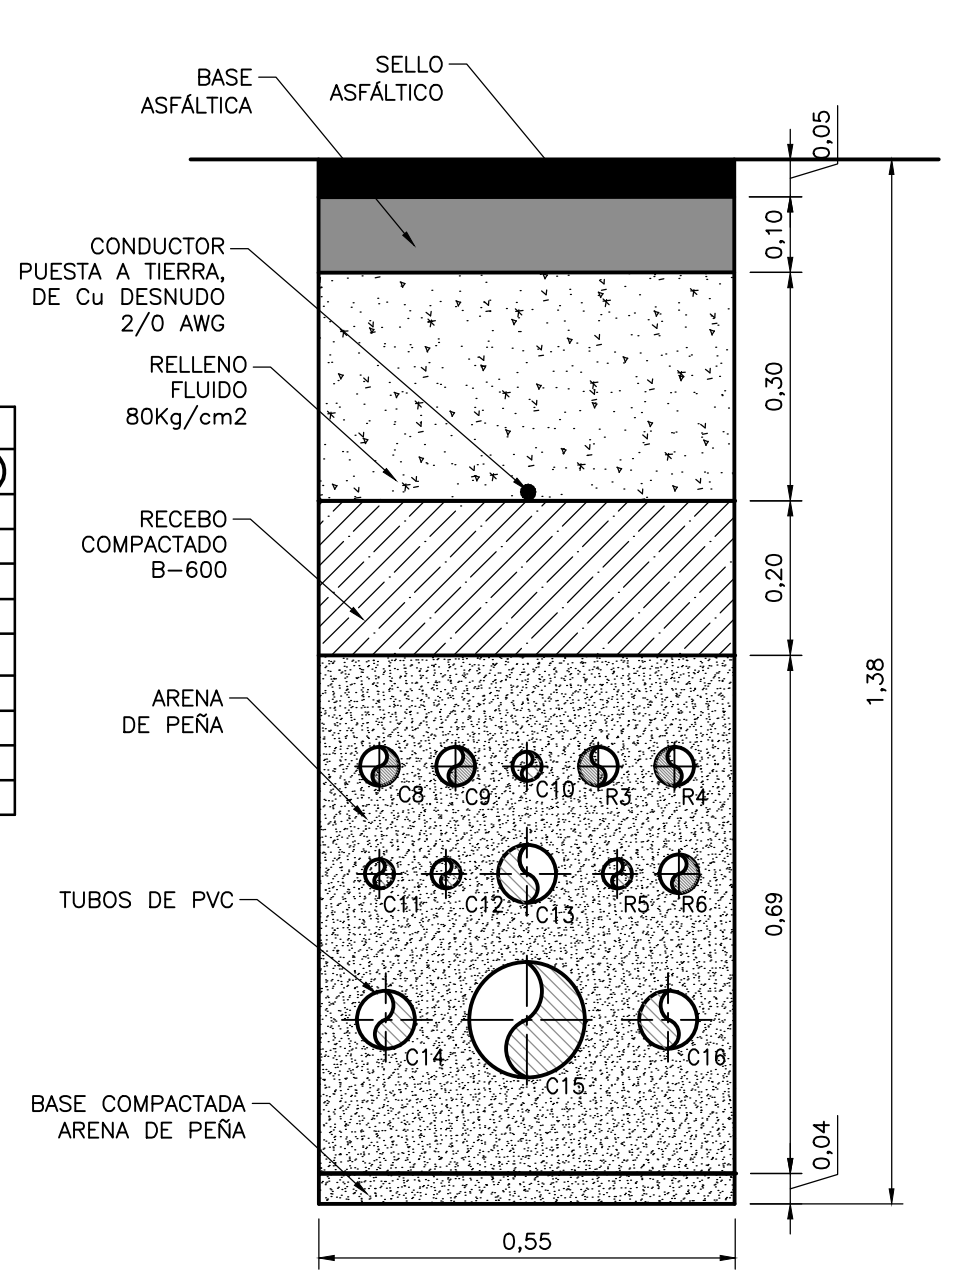 SELLO
ASFÁLTICO
BASE
ASFÁLTICA
0,05
0,10
CONDUCTOR
PUESTA A TIERRA,
DE Cu DESNUDO
2/0 AWG
RELLENO
FLUIDO
80Kg/cm2
0,30
RECEBO
COMPACTADO
B-600
0,20
1,38
ARENA
DE PEÑA
C8
C9
C10
R3
R4
TUBOS DE PVC
C11
C12
C13
R5
R6
0,69
C14
C15
C16
BASE COMPACTADA
ARENA DE PEÑA
0,04
0,55